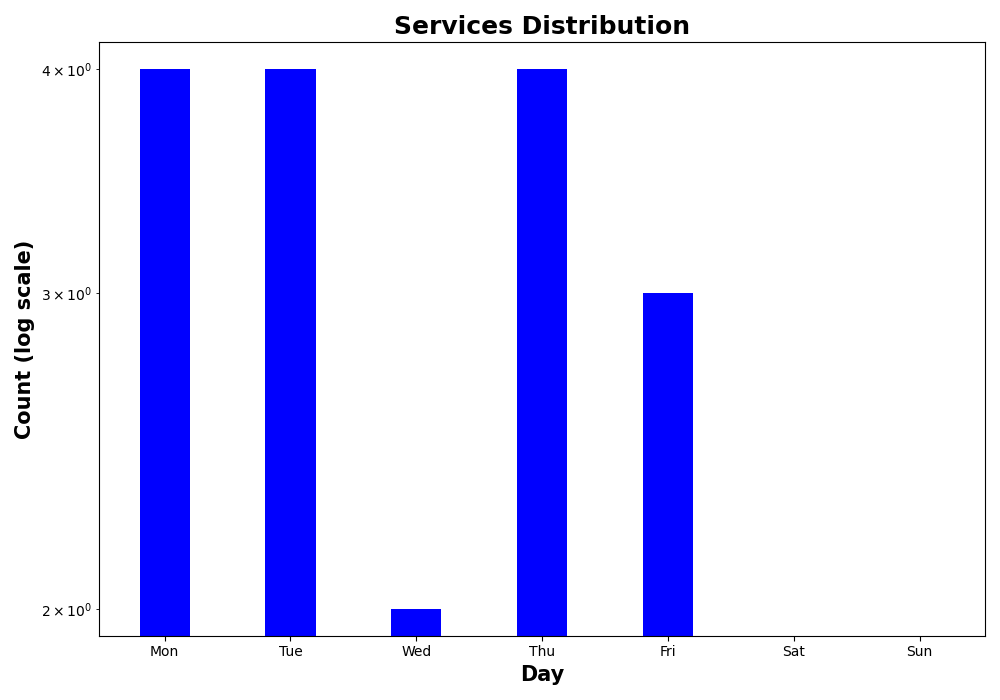 Services Distribution
Count (log scale)
4 × 10⁰
3 × 10⁰
2 × 10⁰
Mon Tue Wed Thu Fri Sat Sun
Day